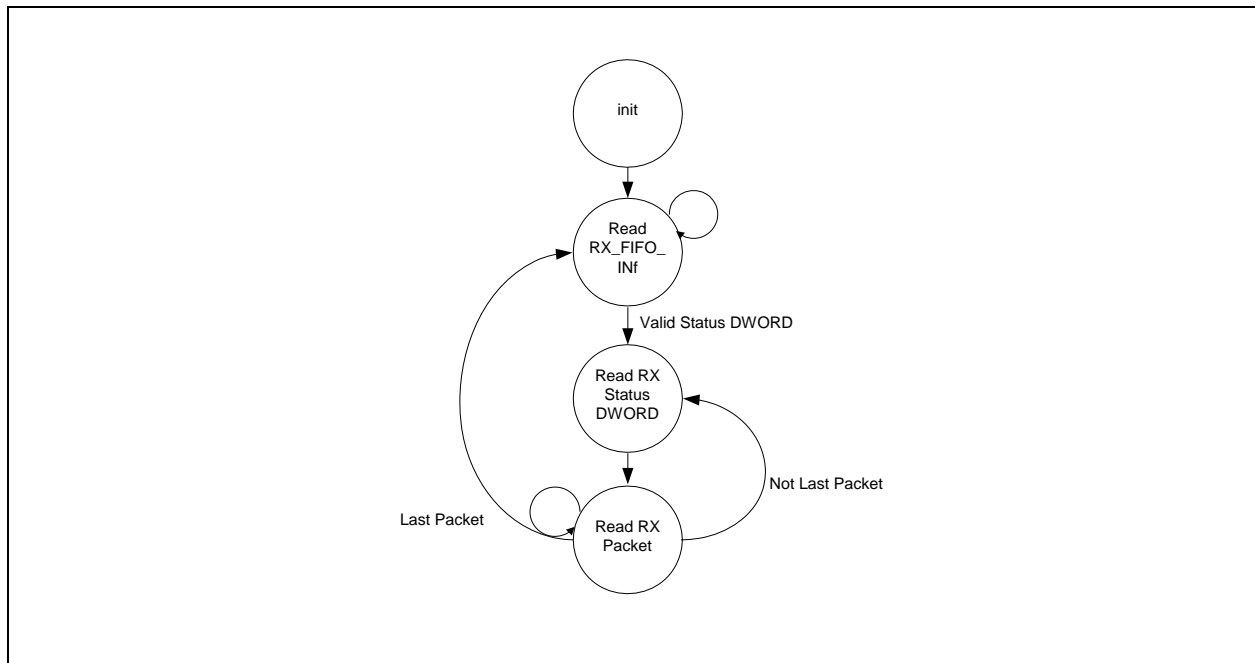 init
Read
RX_FIFO_
INf
Valid Status DWORD
Read RX
Status
DWORD
Not Last Packet
Last Packet
Read RX
Packet